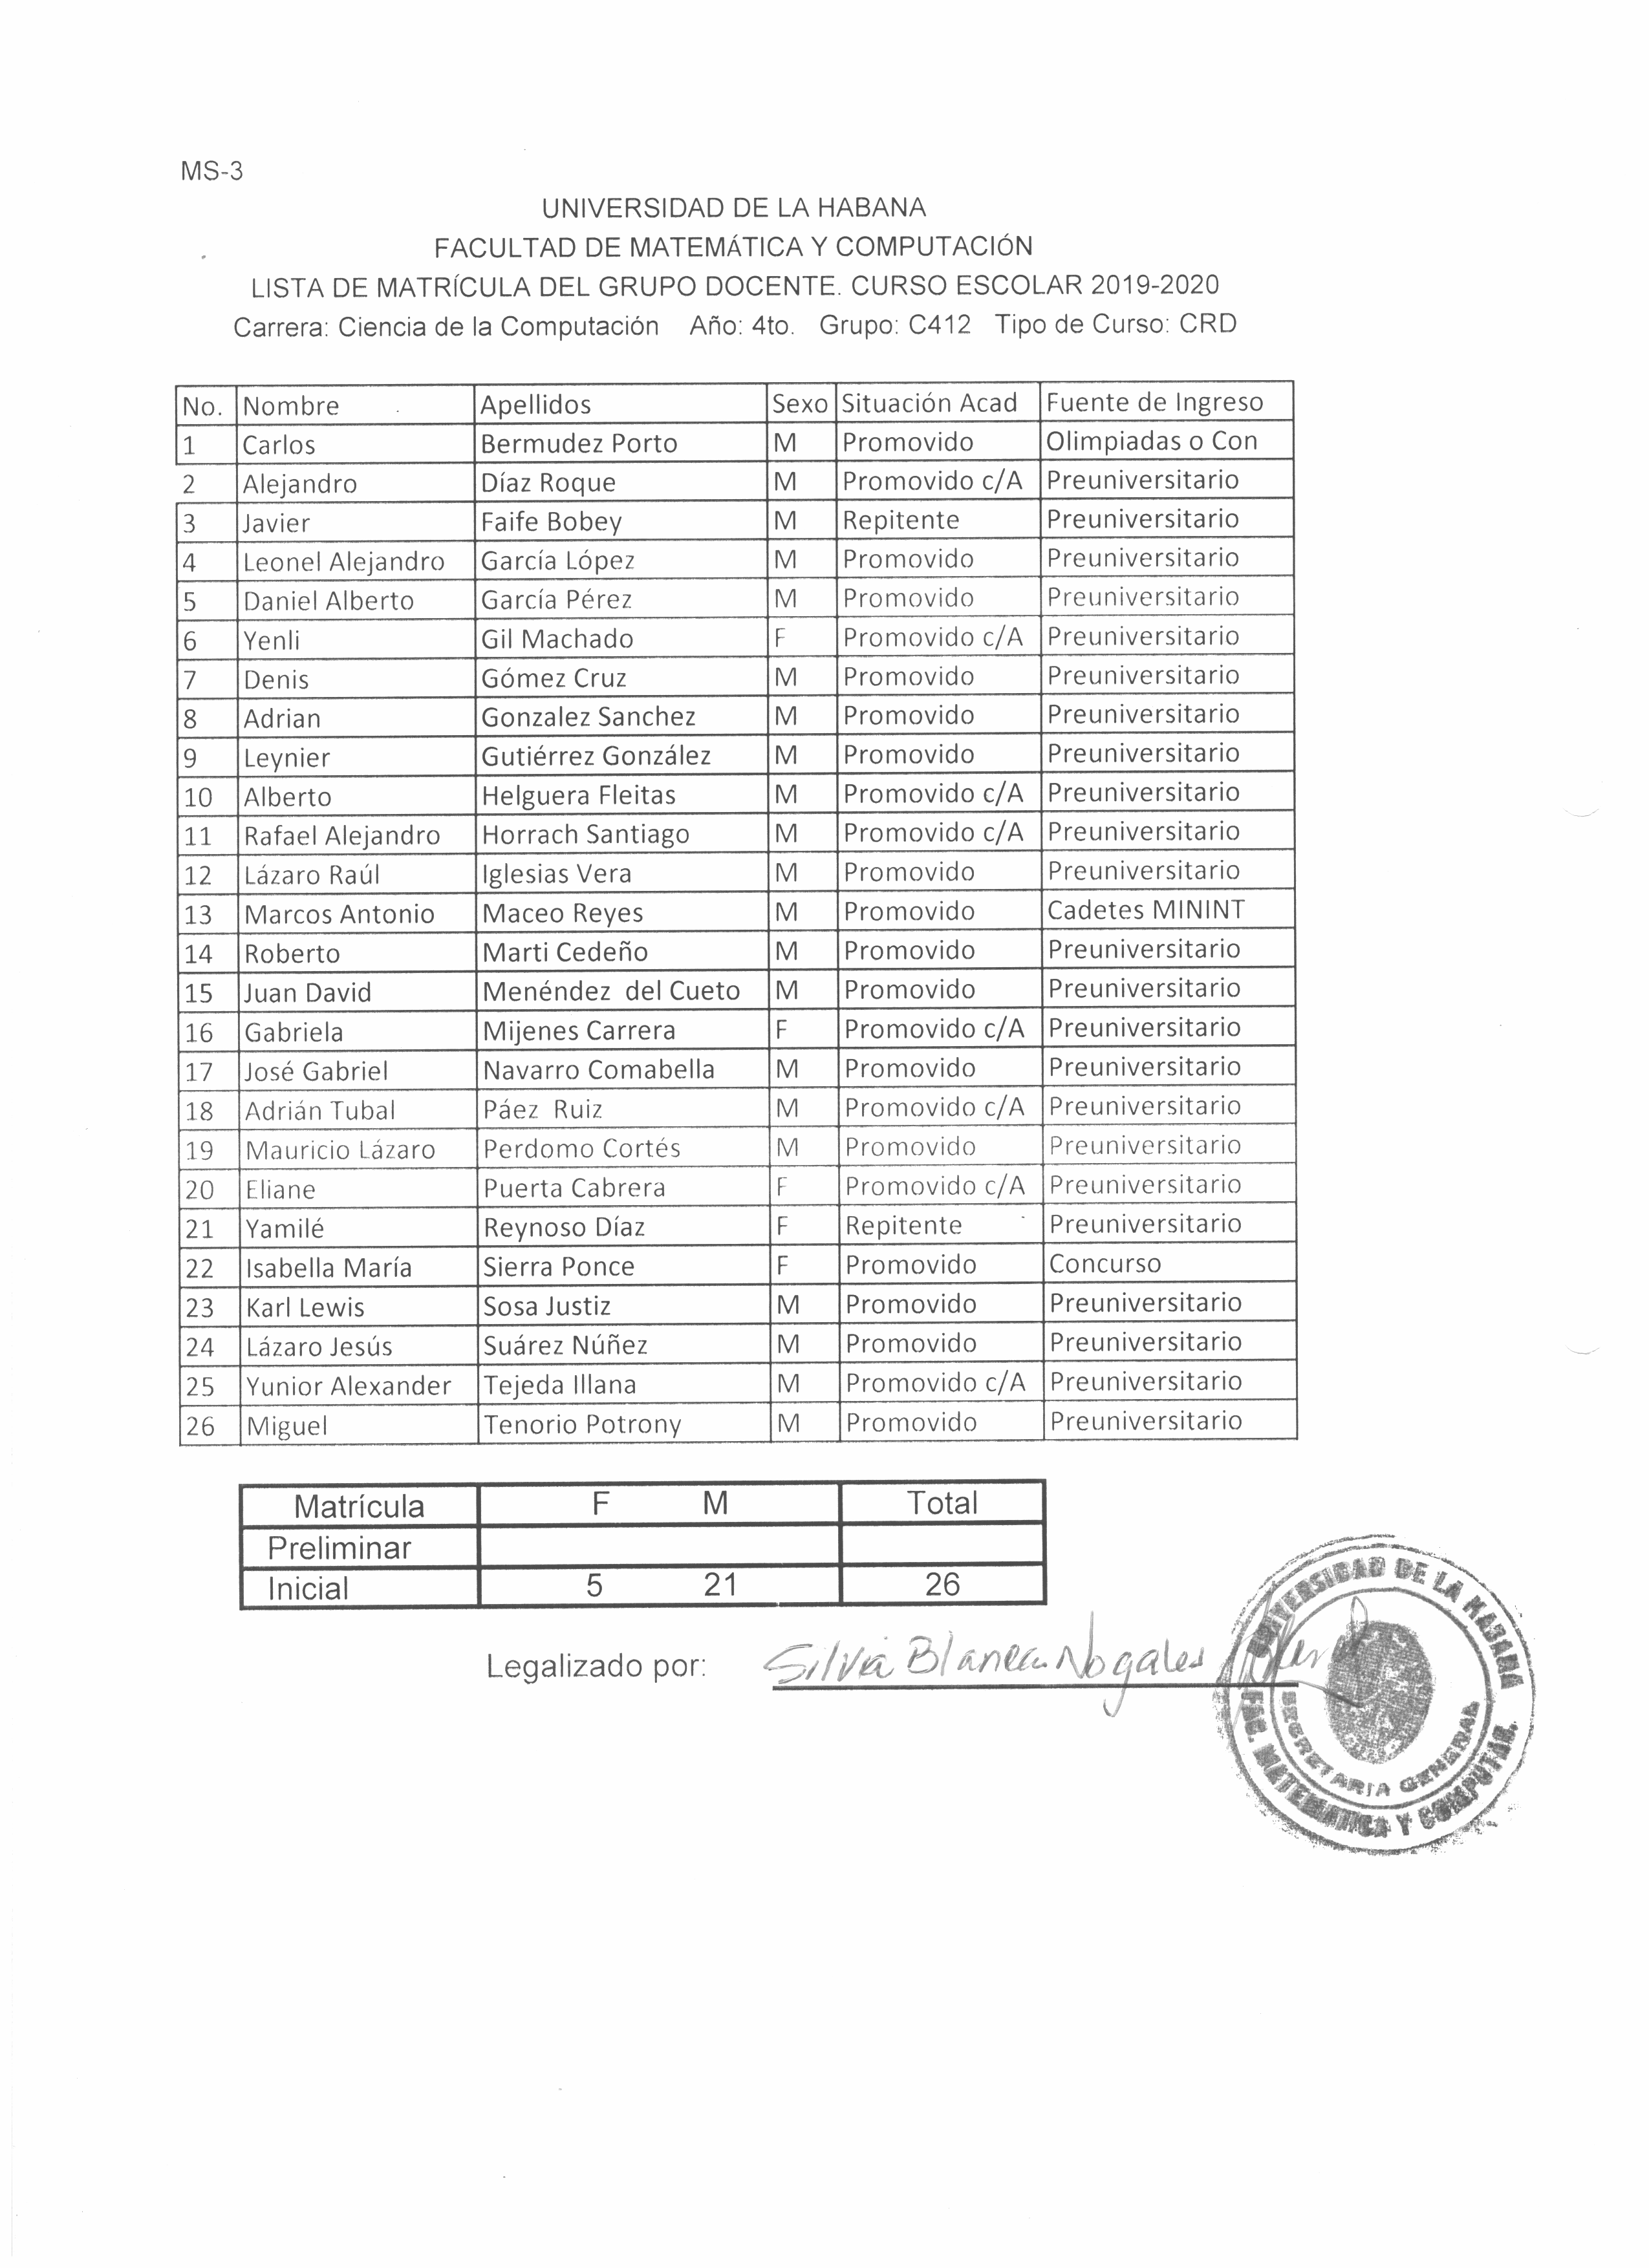 MS-3
UNIVERSIDAD DE LA HABANA
FACULTAD DE MATEMÁTICA Y COMPUTACIÓN
LISTA DE MATRÍCULA DEL GRUPO DOCENTE. CURSO ESCOLAR 2019-2020
Carrera: Ciencia de la Computación Año: 4to. Grupo: C412 Tipo de Curso: CRD
No. Nombre Apellidos Sexo Situación Acad Fuente de Ingreso
1 Carlos Bermudez Porto M Promovido Olimpiadas o Con
2 Alejandro Díaz Roque M Promovido c/A Preuniversitario
3 Javier Faife Bobey M Repitente Preuniversitario
4 Leonel Alejandro García López M Promovido Preuniversitario
5 Daniel Alberto García Pérez M Promovido Preuniversitario
6 Yenli Gil Machado F Promovido c/A Preuniversitario
7 Denis Gómez Cruz M Promovido Preuniversitario
8 Adrian Gonzalez Sanchez M Promovido Preuniversitario
9 Leynier Gutiérrez González M Promovido Preuniversitario
10 Alberto Helguera Fleitas M Promovido c/A Preuniversitario
11 Rafael Alejandro Horrach Santiago M Promovido c/A Preuniversitario
12 Lázaro Raúl Iglesias Vera M Promovido Preuniversitario
13 Marcos Antonio Maceo Reyes M Promovido Cadetes MININT
14 Roberto Marti Cedeño M Promovido Preuniversitario
15 Juan David Menéndez del Cueto M Promovido Preuniversitario
16 Gabriela Mijenes Carrera F Promovido c/A Preuniversitario
17 José Gabriel Navarro Comabella M Promovido Preuniversitario
18 Adrián Tubal Páez Ruiz M Promovido c/A Preuniversitario
19 Mauricio Lázaro Perdomo Cortés M Promovido Preuniversitario
20 Eliane Puerta Cabrera F Promovido c/A Preuniversitario
21 Yamilé Reynoso Díaz F Repitente Preuniversitario
22 Isabella María Sierra Ponce F Promovido Concurso
23 Karl Lewis Sosa Justiz M Promovido Preuniversitario
24 Lázaro Jesús Suárez Núñez M Promovido Preuniversitario
25 Yunior Alexander Tejeda Illana M Promovido c/A Preuniversitario
26 Miguel Tenorio Potrony M Promovido Preuniversitario
Matrícula F M Total
Preliminar
Inicial 5 21 26
Legalizado por: Silvia Blanca Nogales
UNIVERSIDAD DE LA HABANA
SECRETARIA GENERAL
FAC. MATEMATICA Y COMPUTAC.